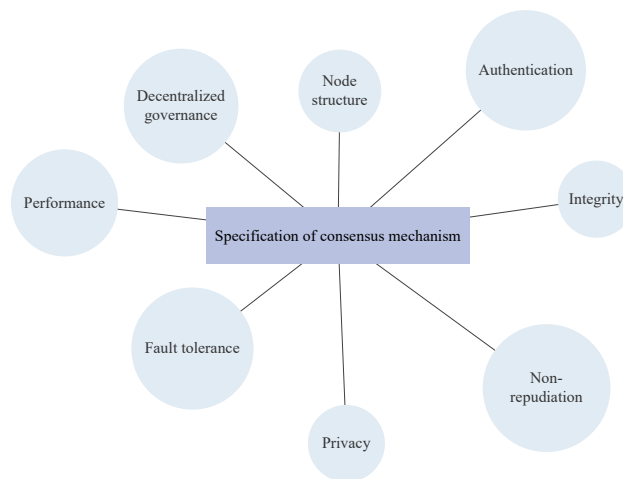 Node
structure
Authentication
Decentralized
governance
Performance
Integrity
Specification of consensus mechanism
Fault tolerance
Non-
repudiation
Privacy